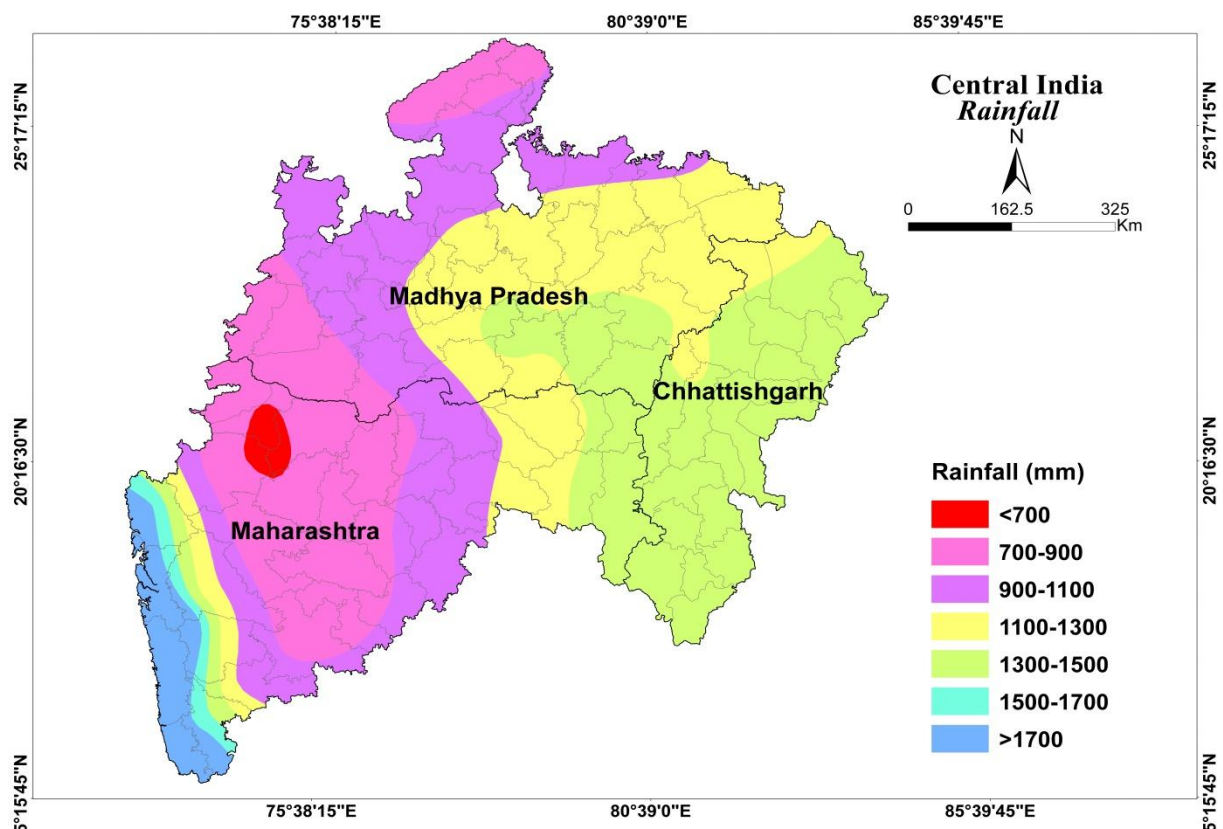 75°38'15"E 80°39'0"E 85°39'45"E
25°17'15"N
25°17'15"N
Central India
Rainfall
N
0 162.5 325
Km
Madhya Pradesh
Chhattishgarh
20°16'30"N
20°16'30"N
Maharashtra
Rainfall (mm)
<700
700-900
900-1100
1100-1300
1300-1500
1500-1700
>1700
5°15'45"N
5°15'45"N
75°38'15"E 80°39'0"E 85°39'45"E